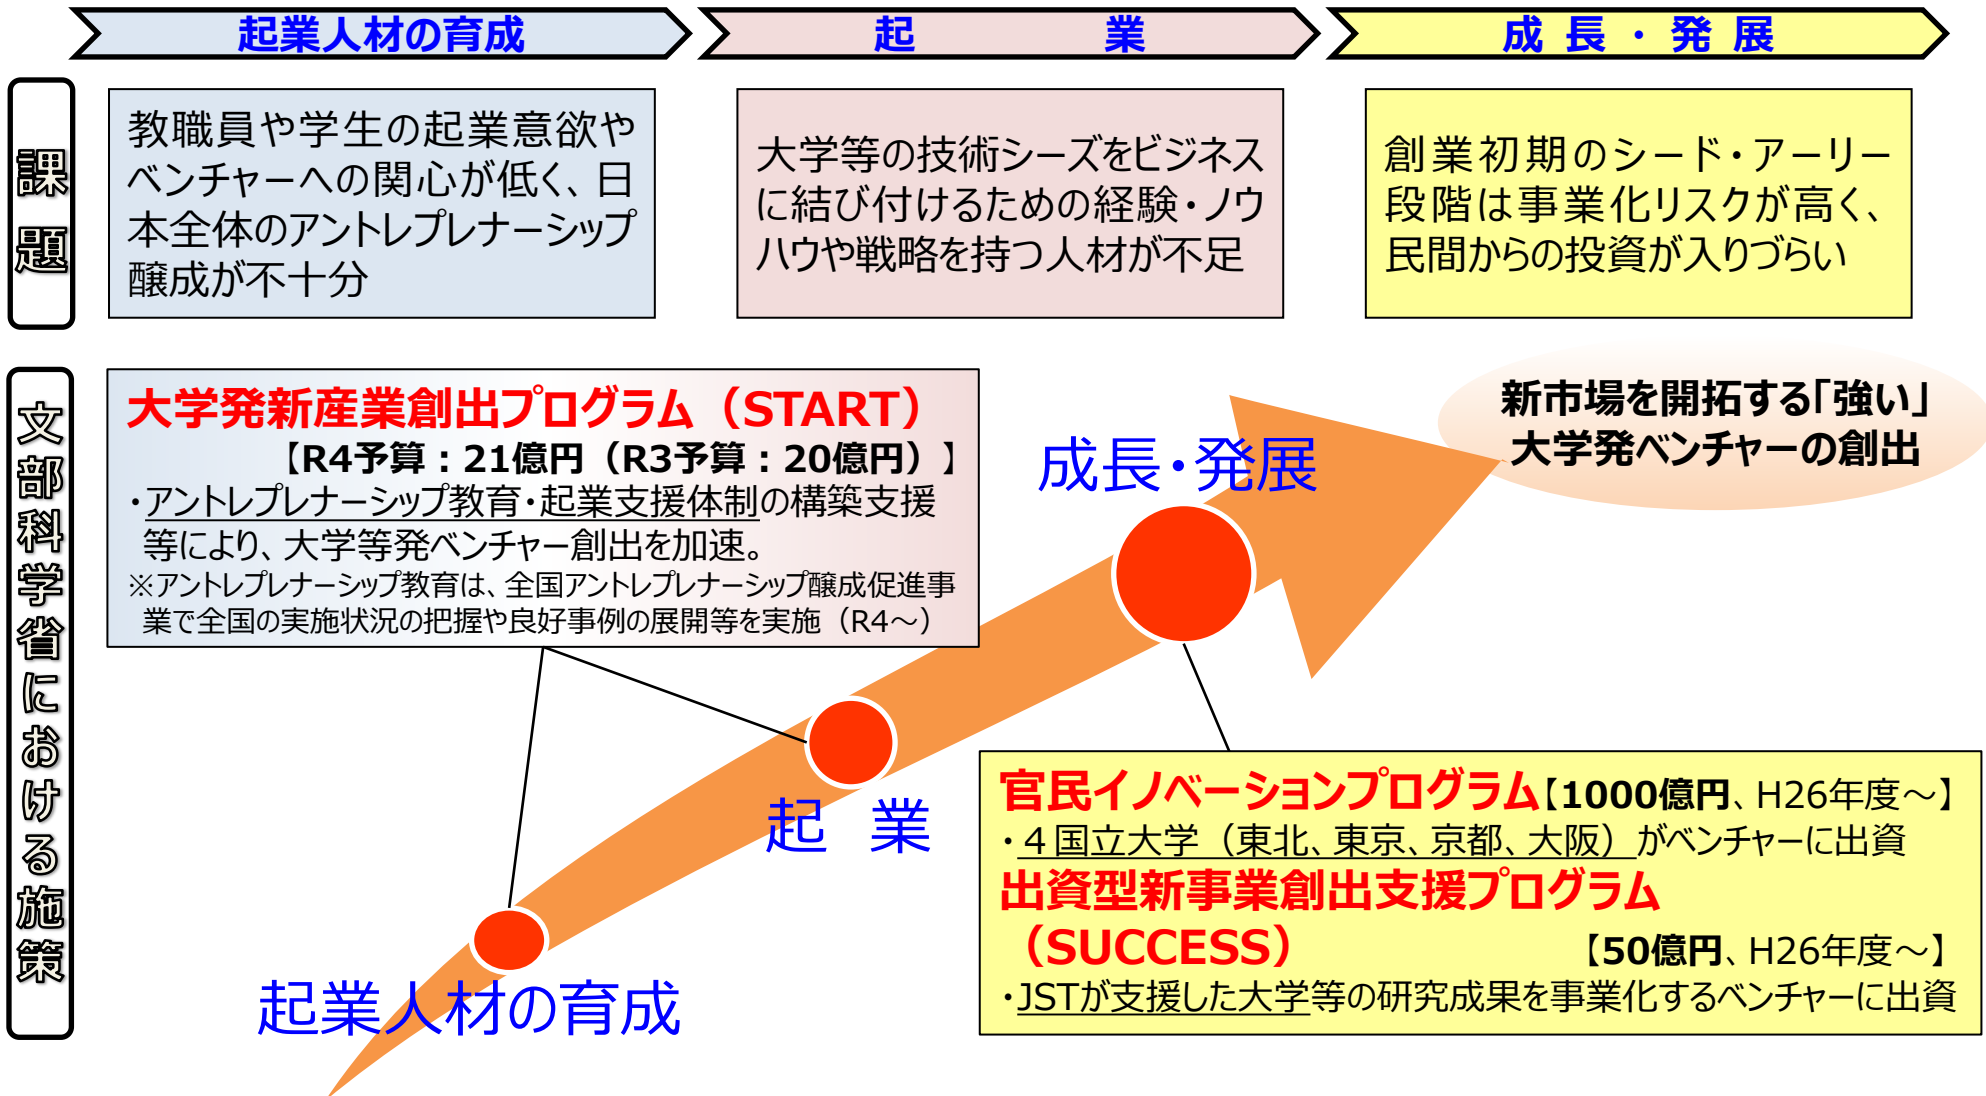 起業人材の育成
起　　　業
成 長 ・ 発 展
課題
教職員や学生の起業意欲や
ベンチャーへの関心が低く、日
本全体のアントレプレナーシップ
醸成が不十分
大学等の技術シーズをビジネス
に結び付けるための経験・ノウ
ハウや戦略を持つ人材が不足
創業初期のシード・アーリー
段階は事業化リスクが高く、
民間からの投資が入りづらい
文部科学省における施策
大学発新産業創出プログラム（START）
【R4予算：21億円（R3予算：20億円）】
・アントレプレナーシップ教育・起業支援体制の構築支援
等により、大学等発ベンチャー創出を加速。
※アントレプレナーシップ教育は、全国アントレプレナーシップ醸成促進事
業で全国の実施状況の把握や良好事例の展開等を実施（R4～）
新市場を開拓する「強い」
大学発ベンチャーの創出
成長・発展
起　業
起業人材の育成
官民イノベーションプログラム【1000億円、H26年度～】
・４国立大学（東北、東京、京都、大阪）がベンチャーに出資
出資型新事業創出支援プログラム
（SUCCESS）　【50億円、H26年度～】
・JSTが支援した大学等の研究成果を事業化するベンチャーに出資